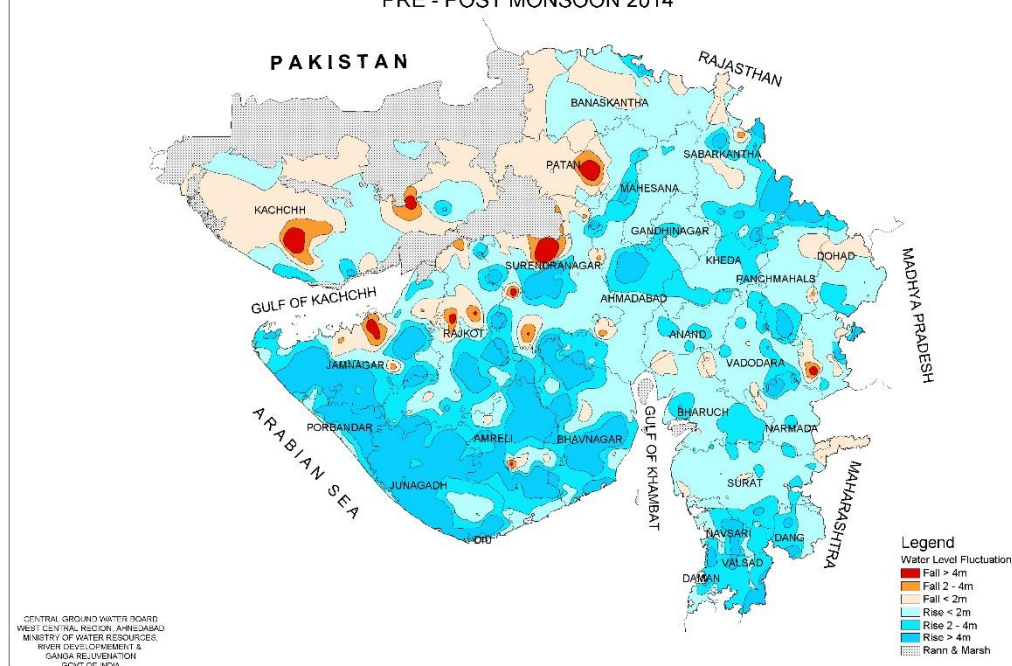 PRE - POST MONSOON 2014
PAKISTAN
RAJASTHAN
BANASKANTHA
SABARKANTHA
PATAN
MAHESANA
KACHCHH
GANDHINAGAR
KHEDA
DOHAD
SURENDRANAGAR
PANCHMAHALS
MADHYA PRADESH
GULF OF KACHCHH
AHMADABAD
RAJKOT
ANAND
JAMNAGAR
VADODARA
ARABIAN SEA
PORBANDAR
AMRELI
BHAVNAGAR
GULF OF KHAMBAT
BHARUCH
NARMADA
JUNAGADH
SURAT
MAHARASHTRA
DIU
NAVSARI
DANG
VALSAD
DAMAN
Legend
Water Level Fluctuation
Fall > 4m
Fall 2 - 4m
Fall < 2m
Rise < 2m
Rise 2 - 4m
Rise > 4m
Rann & Marsh
CENTRAL GROUND WATER BOARD
WEST CENTRAL REGION, AHNEDABAD
MINISTRY OF WATER RESOURCES,
RIVER DEVELOPMEMENT &
GANGA REJUVENATION
GOVT OF INDIA